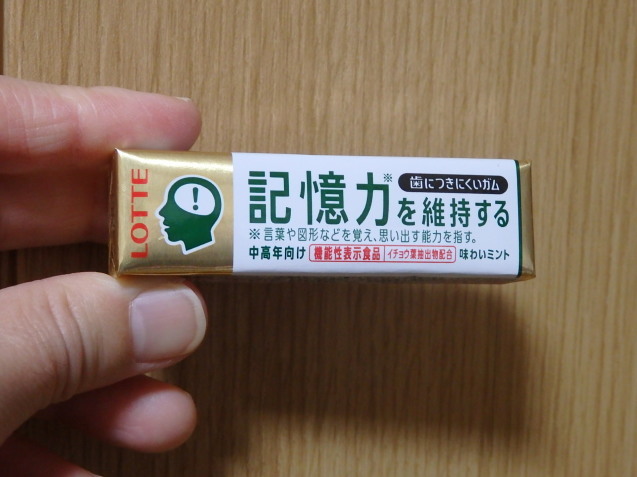 LOTTE
!
歯につきにくいガム
記憶力※を維持する
※言葉や図形などを覚え、思い出す能力を指す。
中高年向け 機能性表示食品 イチョウ葉抽出物配合 味わいミント